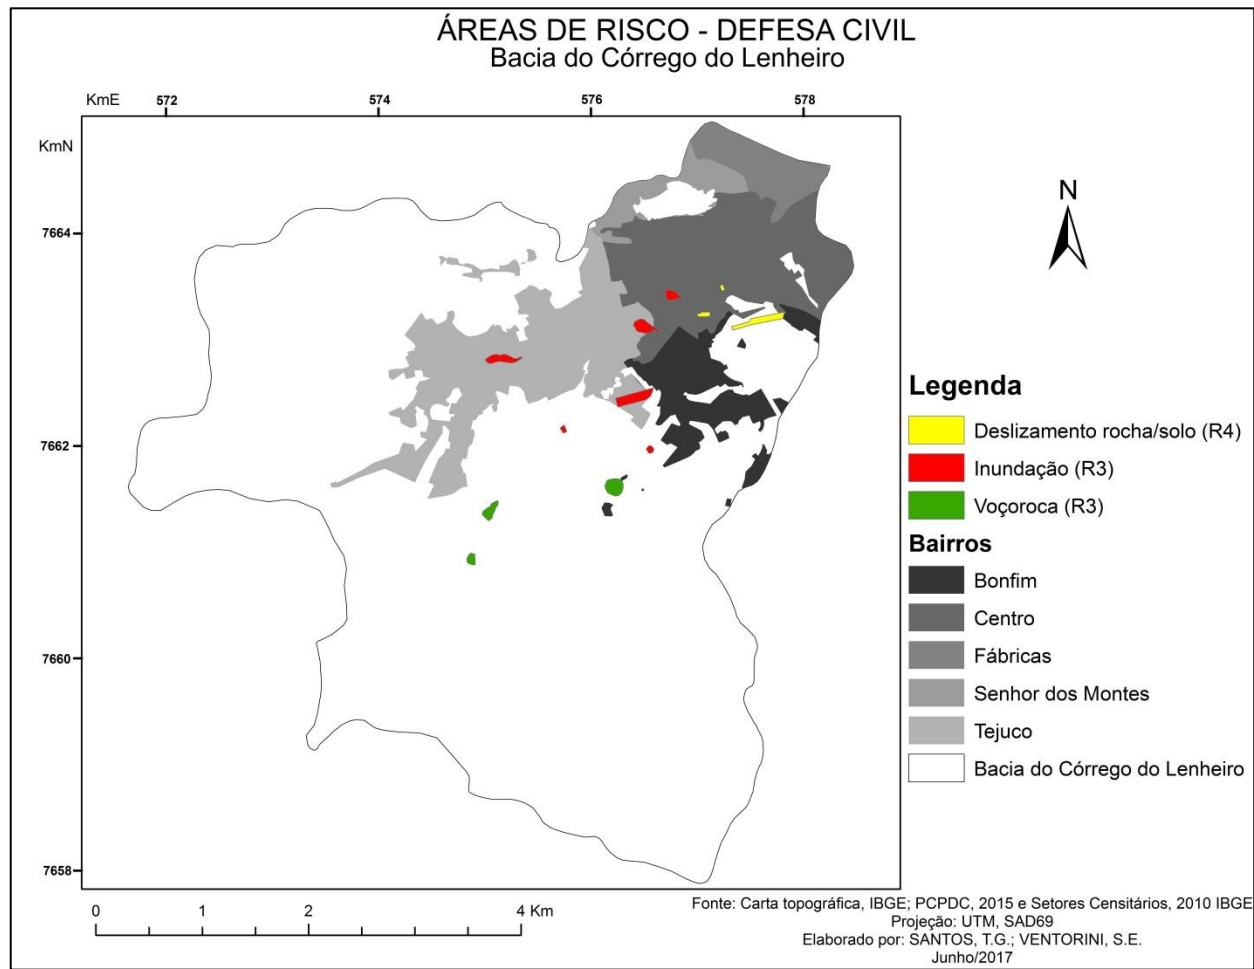 ÁREAS DE RISCO - DEFESA CIVIL
Bacia do Córrego do Lenheiro
KmE
572
574
576
578
KmN
7664
7662
7660
7658
N
Legenda
Deslizamento rocha/solo (R4)
Inundação (R3)
Voçoroca (R3)
Bairros
Bonfim
Centro
Fábricas
Senhor dos Montes
Tejuco
Bacia do Córrego do Lenheiro
0 1 2 4 Km
Fonte: Carta topográfica, IBGE; PCPDC, 2015 e Setores Censitários, 2010 IBGE
Projeção: UTM, SAD69
Elaborado por: SANTOS, T.G.; VENTORINI, S.E.
Junho/2017